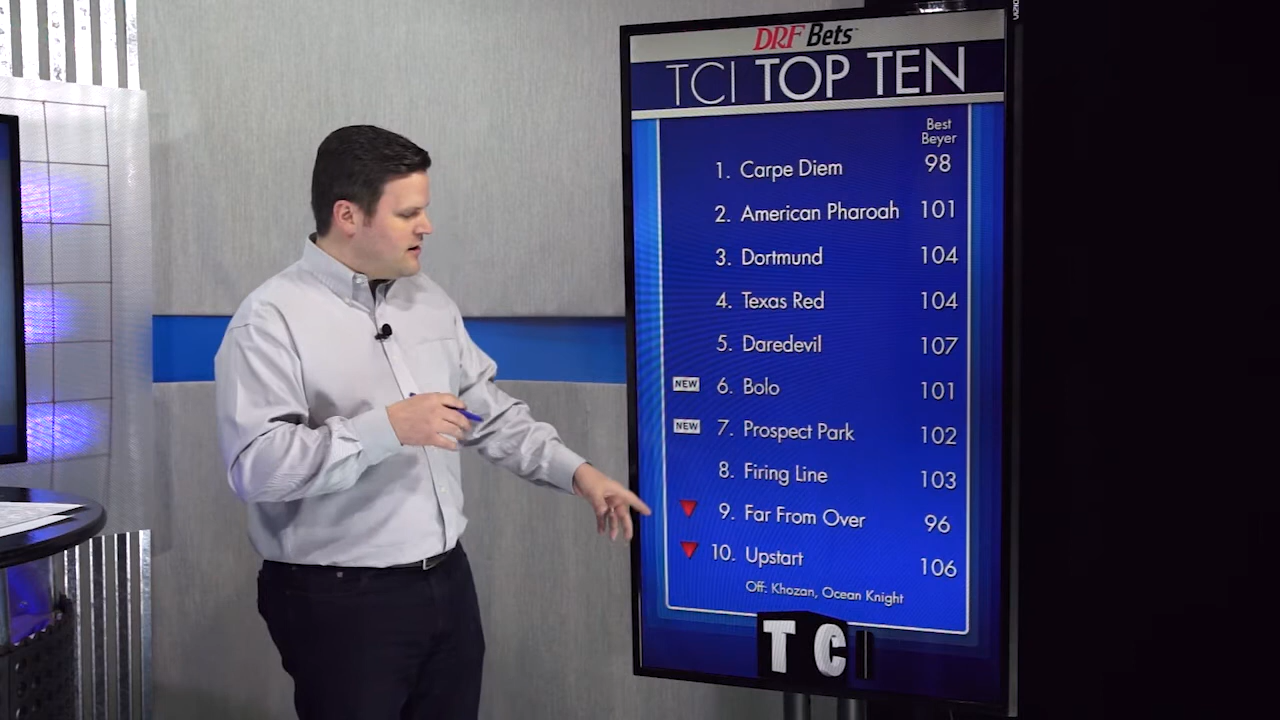 DRF Bets
TCI TOP TEN
Best
Beyer
1. Carpe Diem 98
2. American Pharoah 101
3. Dortmund 104
4. Texas Red 104
5. Daredevil 107
NEW 6. Bolo 101
NEW 7. Prospect Park 102
8. Firing Line 103
9. Far From Over 96
10. Upstart 106
Off: Khozan, Ocean Knight
TCI
VIZIO